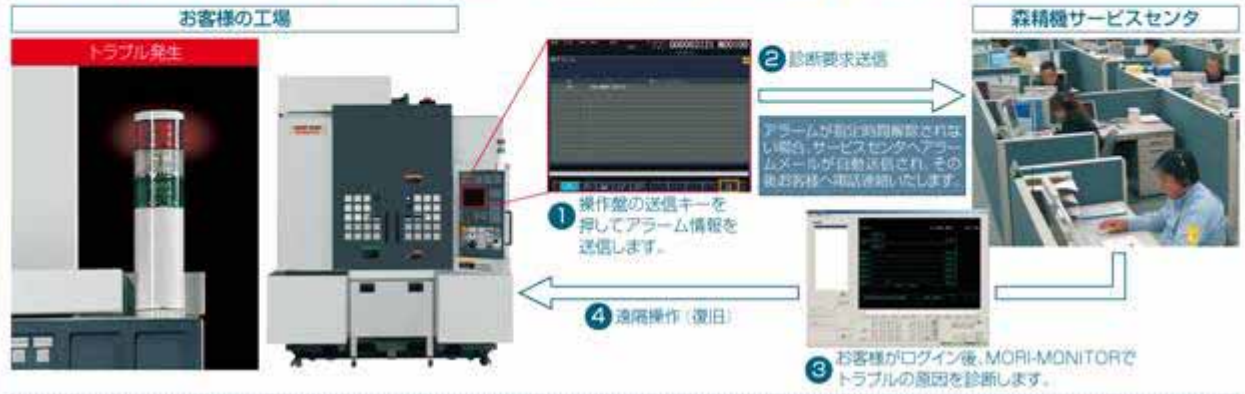 お客様の工場
森精機サービスセンタ
トラブル発生
❷ 診断要求送信
アラームが指定時間解除されな
い場合、サービスセンタへアラー
ムメールが自動送信され、その
後お客様へ電話連絡いたします。
❶ 操作盤の送信キーを
押してアラーム情報を
送信します。
❹ 遠隔操作(復旧)
❸ お客様がログイン後、MORI-MONITORで
トラブルの原因を診断します。